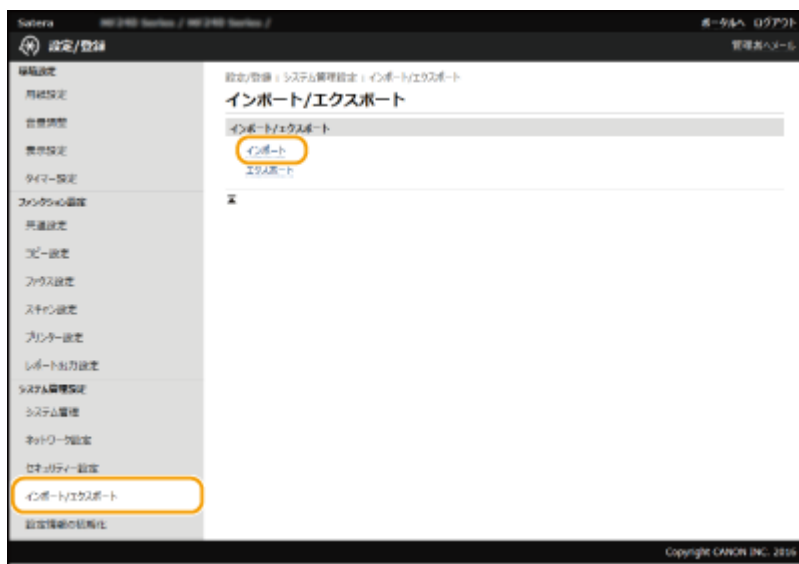 Satera
ポータルへ ログアウト
設定/登録
管理者へメール
環境設定
用紙設定
音量調整
表示設定
タイマー設定
ファンクション設定
共通設定
コピー設定
ファクス設定
スキャン設定
プリンター設定
レポート出力設定
システム管理設定
システム管理
ネットワーク設定
セキュリティー設定
インポート/エクスポート
設定情報の初期化
設定/登録 : システム管理設定 : インポート/エクスポート
インポート/エクスポート
インポート/エクスポート
インポート
エクスポート
Copyright CANON INC. 2016